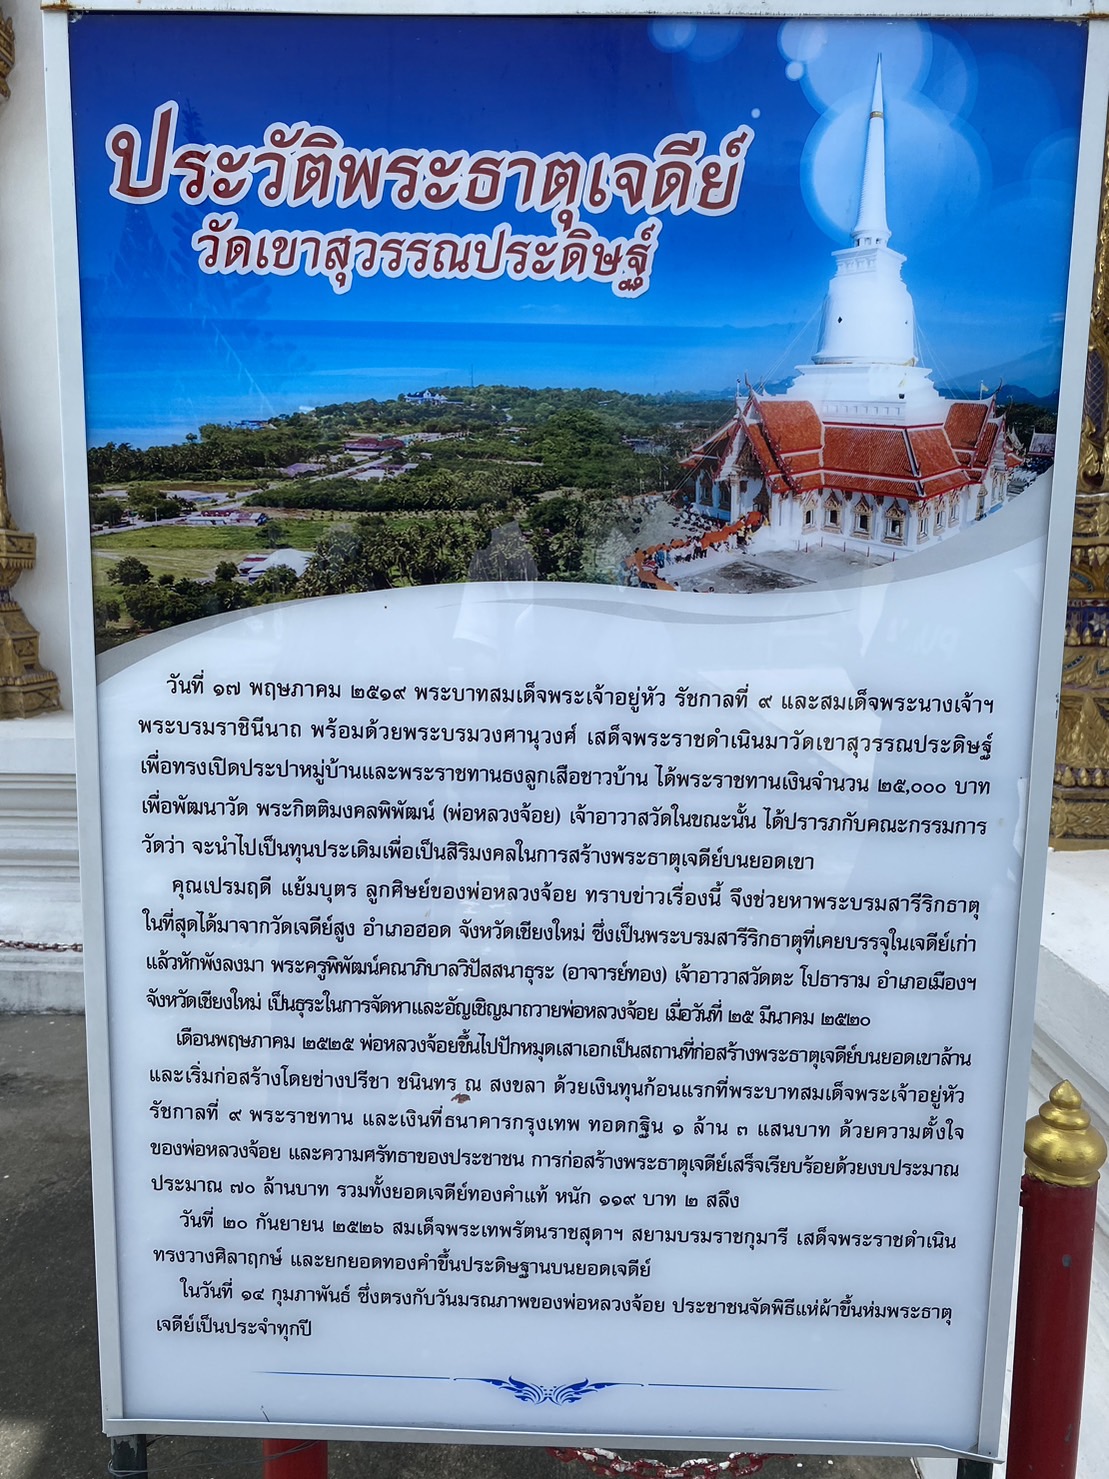 ประวัติพระธาตุเจดีย์
วัดเขาสุวรรณประดิษฐ์
วันที่ ๑๗ พฤษภาคม ๒๕๑๙ พระบาทสมเด็จพระเจ้าอยู่หัว รัชกาลที่ ๙ และสมเด็จพระนางเจ้าฯ
พระบรมราชินีนาถ พร้อมด้วยพระบรมวงศานุวงศ์ เสด็จพระราชดำเนินมาวัดเขาสุวรรณประดิษฐ์
เพื่อทรงเปิดประปาหมู่บ้านและพระราชทานธงลูกเสือชาวบ้าน ได้พระราชทานเงินจำนวน ๒๕,๐๐๐ บาท
เพื่อพัฒนาวัด พระกิตติมงคลพิพัฒน์ (พ่อหลวงจ้อย) เจ้าอาวาสวัดในขณะนั้น ได้ปรารภกับคณะกรรมการ
วัดว่า จะนำไปเป็นทุนประเดิมเพื่อเป็นสิริมงคลในการสร้างพระธาตุเจดีย์บนยอดเขา
คุณเปรมฤดี แย้มบุตร ลูกศิษย์ของพ่อหลวงจ้อย ทราบข่าวเรื่องนี้ จึงช่วยหาพระบรมสารีริกธาตุ
ในที่สุดได้มาจากวัดเจดีย์สูง อำเภอฮอด จังหวัดเชียงใหม่ ซึ่งเป็นพระบรมสารีริกธาตุที่เคยบรรจุในเจดีย์เก่า
แล้วหักพังลงมา พระครูพิพัฒน์คณาภิบาลวิปัสสนาธุระ (อาจารย์ทอง) เจ้าอาวาสวัดตะ โปธาราม อำเภอเมืองฯ
จังหวัดเชียงใหม่ เป็นธุระในการจัดหาและอัญเชิญมาถวายพ่อหลวงจ้อย เมื่อวันที่ ๒๕ มีนาคม ๒๕๒๐
เดือนพฤษภาคม ๒๕๒๕ พ่อหลวงจ้อยขึ้นไปปักหมุดเสาเอกเป็นสถานที่ก่อสร้างพระธาตุเจดีย์บนยอดเขาล้าน
และเริ่มก่อสร้างโดยช่างปรีชา ชนินทร ณ สงขลา ด้วยเงินทุนก้อนแรกที่พระบาทสมเด็จพระเจ้าอยู่หัว
รัชกาลที่ ๙ พระราชทาน และเงินที่ธนาคารกรุงเทพ ทอดกฐิน ๑ ล้าน ๓ แสนบาท ด้วยความตั้งใจ
ของพ่อหลวงจ้อย และความศรัทธาของประชาชน การก่อสร้างพระธาตุเจดีย์เสร็จเรียบร้อยด้วยงบประมาณ
ประมาณ ๗๐ ล้านบาท รวมทั้งยอดเจดีย์ทองคำแท้ หนัก ๑๑๙ บาท ๒ สลึง
วันที่ ๒๐ กันยายน ๒๕๒๖ สมเด็จพระเทพรัตนราชสุดาฯ สยามบรมราชกุมารี เสด็จพระราชดำเนิน
ทรงวางศิลาฤกษ์ และยกยอดทองคำขึ้นประดิษฐานบนยอดเจดีย์
ในวันที่ ๑๔ กุมภาพันธ์ ซึ่งตรงกับวันมรณภาพของพ่อหลวงจ้อย ประชาชนจัดพิธีแห่ผ้าขึ้นห่มพระธาตุ
เจดีย์เป็นประจำทุกปี